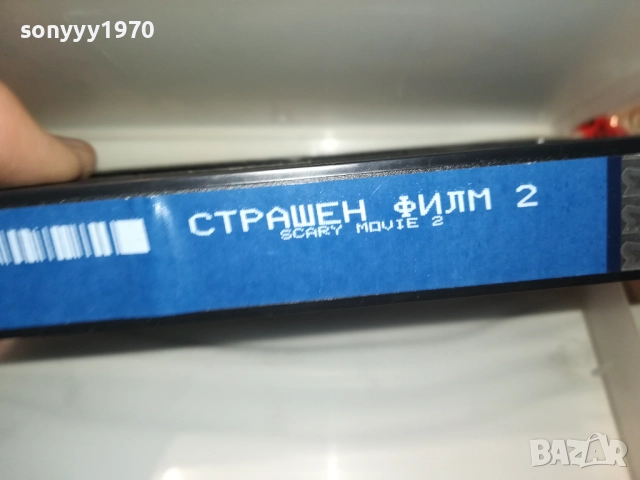 sonyyy1970
СТРАШЕН ФИЛМ 2
SCARY MOVIE 2
BAZAR